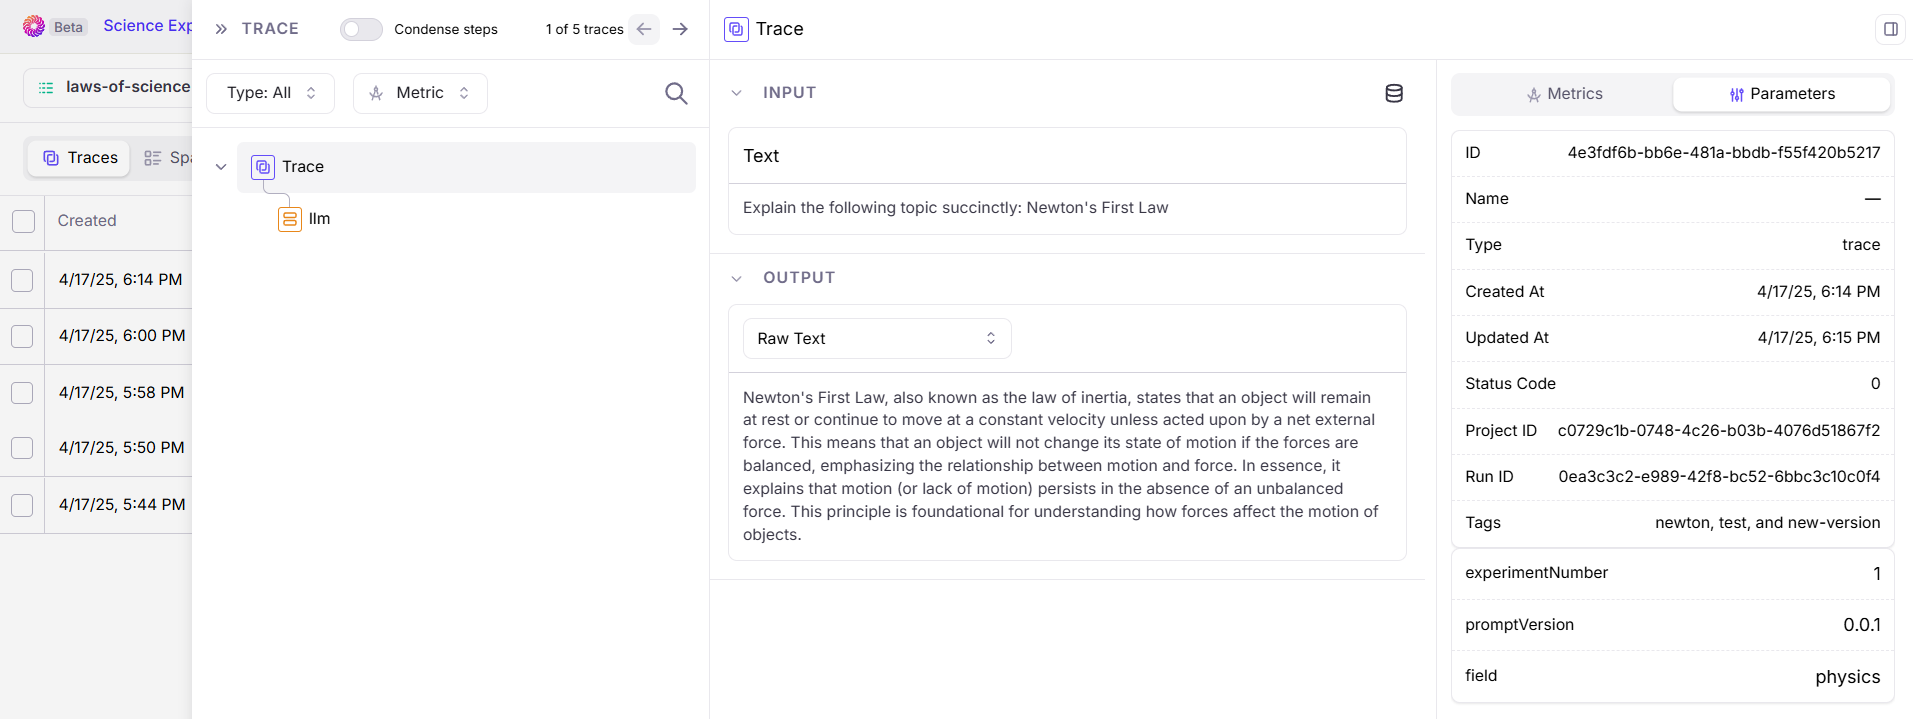 Beta
Science Exp
laws-of-science
Traces
Spa
Created
4/17/25, 6:14 PM
4/17/25, 6:00 PM
4/17/25, 5:58 PM
4/17/25, 5:50 PM
4/17/25, 5:44 PM
TRACE
Condense steps
1 of 5 traces
Type: All
Metric
Trace
llm
Trace
INPUT
Text
Explain the following topic succinctly: Newton's First Law
OUTPUT
Raw Text
Newton's First Law, also known as the law of inertia, states that an object will remain
at rest or continue to move at a constant velocity unless acted upon by a net external
force. This means that an object will not change its state of motion if the forces are
balanced, emphasizing the relationship between motion and force. In essence, it
explains that motion (or lack of motion) persists in the absence of an unbalanced
force. This principle is foundational for understanding how forces affect the motion of
objects.
Metrics
Parameters
ID 4e3fdf6b-bb6e-481a-bbdb-f55f420b5217
Name —
Type trace
Created At 4/17/25, 6:14 PM
Updated At 4/17/25, 6:15 PM
Status Code 0
Project ID c0729c1b-0748-4c26-b03b-4076d51867f2
Run ID 0ea3c3c2-e989-42f8-bc52-6bbc3c10c0f4
Tags newton, test, and new-version
experimentNumber 1
promptVersion 0.0.1
field physics